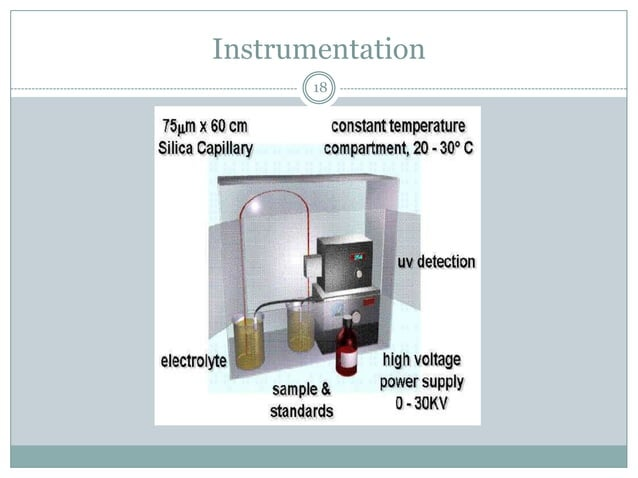 Instrumentation
18
75µm x 60 cm
Silica Capillary
constant temperature
compartment, 20 - 30° C
uv detection
electrolyte
sample &
standards
high voltage
power supply
0 - 30KV